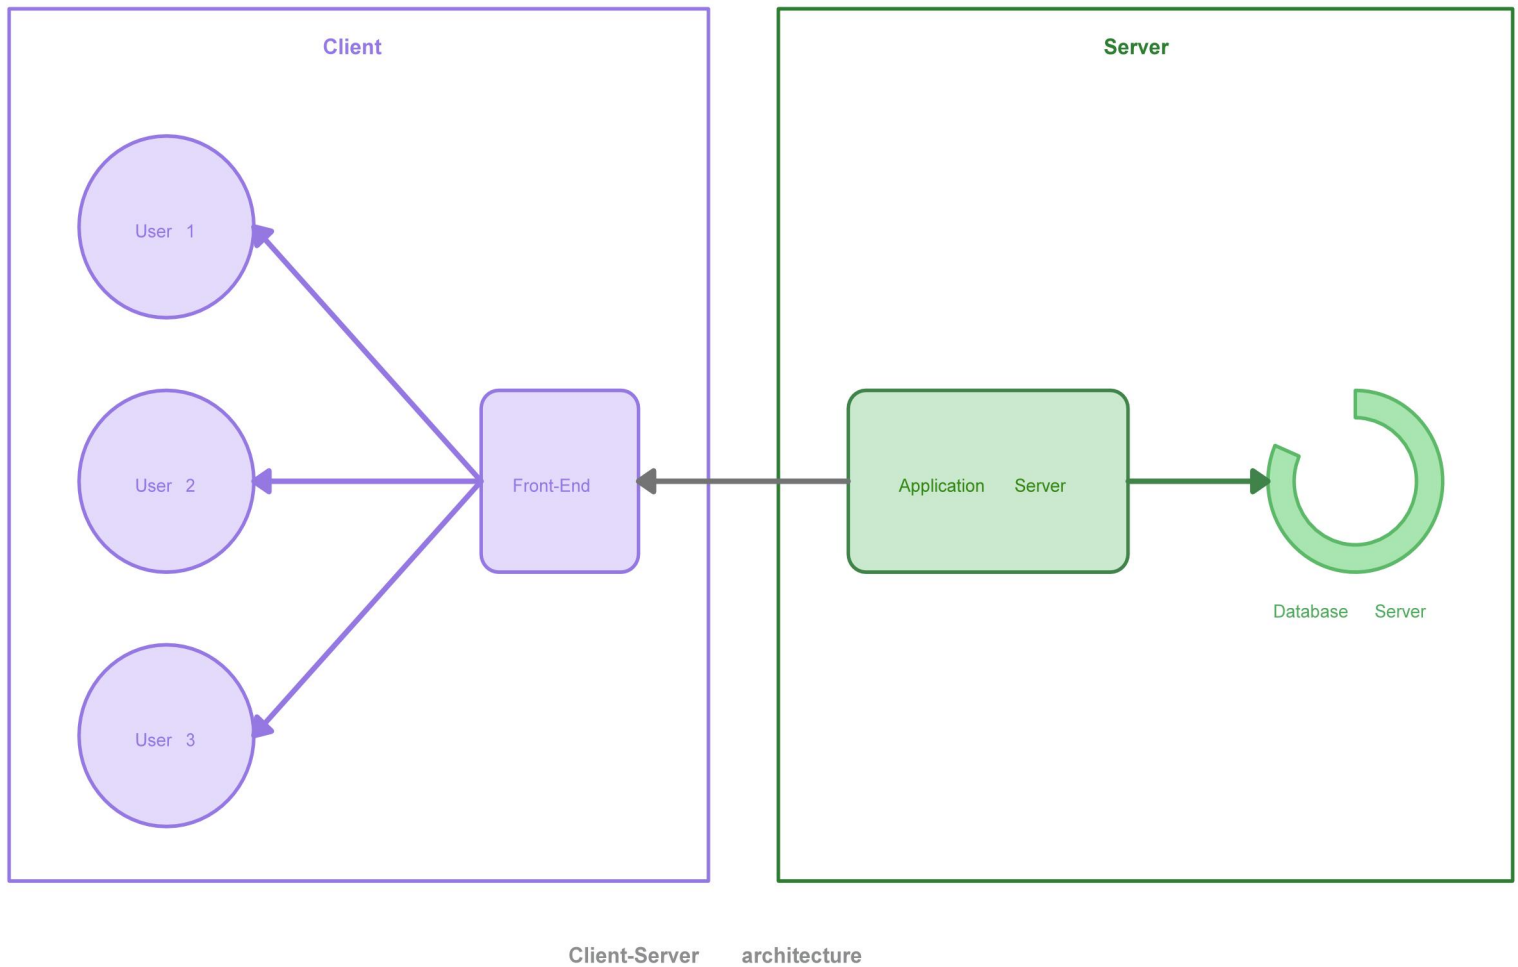 Client
Server
User 1
User 2
Front-End
Application Server
Database Server
User 3
Client-Server architecture